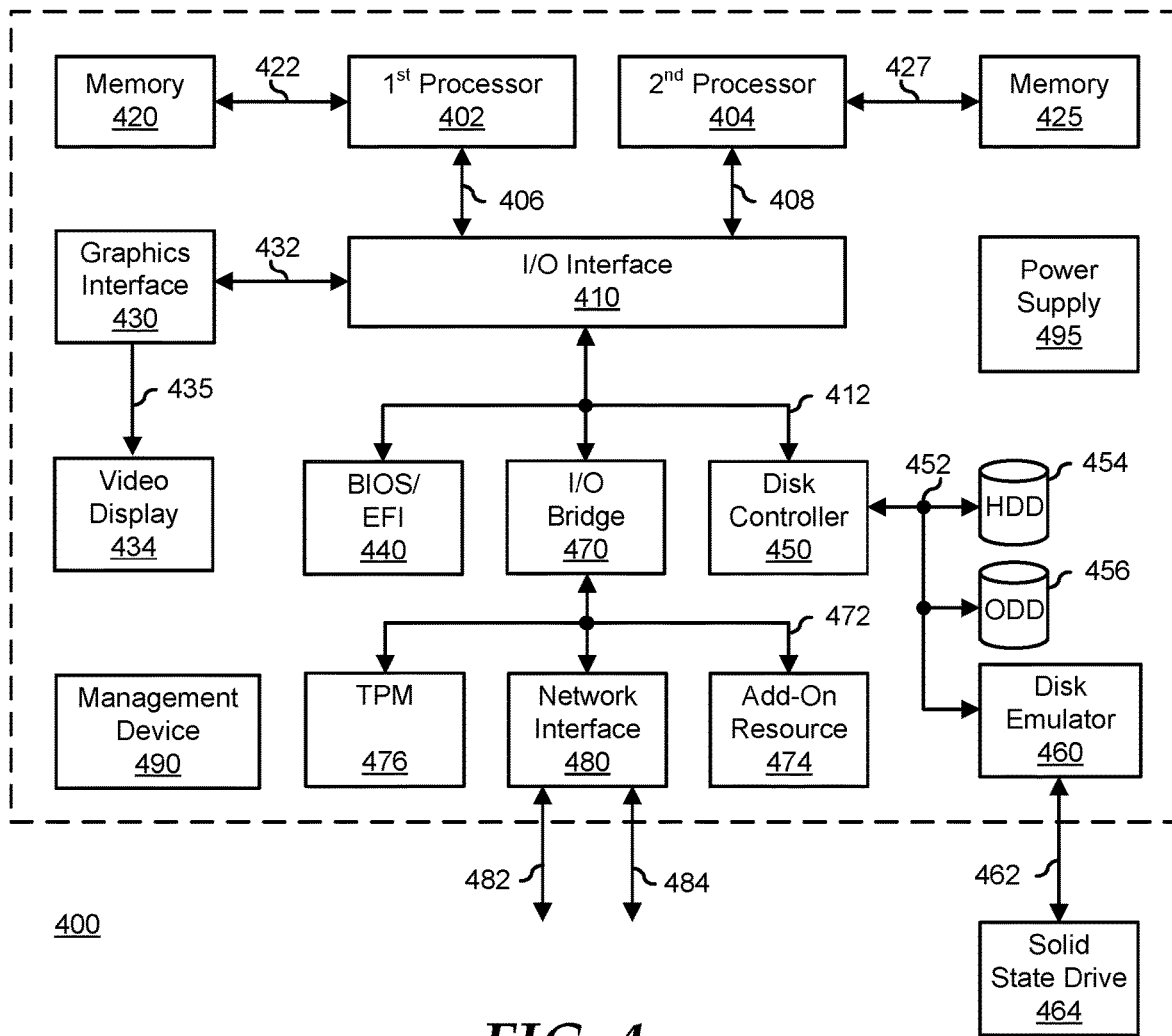 Memory
420
422
1st Processor
402
2nd Processor
404
427
Memory
425
406
408
Graphics
Interface
430
432
I/O Interface
410
Power
Supply
495
435
412
Video
Display
434
BIOS/
EFI
440
I/O
Bridge
470
Disk
Controller
450
452
HDD
454
ODD
456
472
Management
Device
490
TPM
476
Network
Interface
480
Add-On
Resource
474
Disk
Emulator
460
482
484
462
400
Solid
State Drive
464
FIG. 4